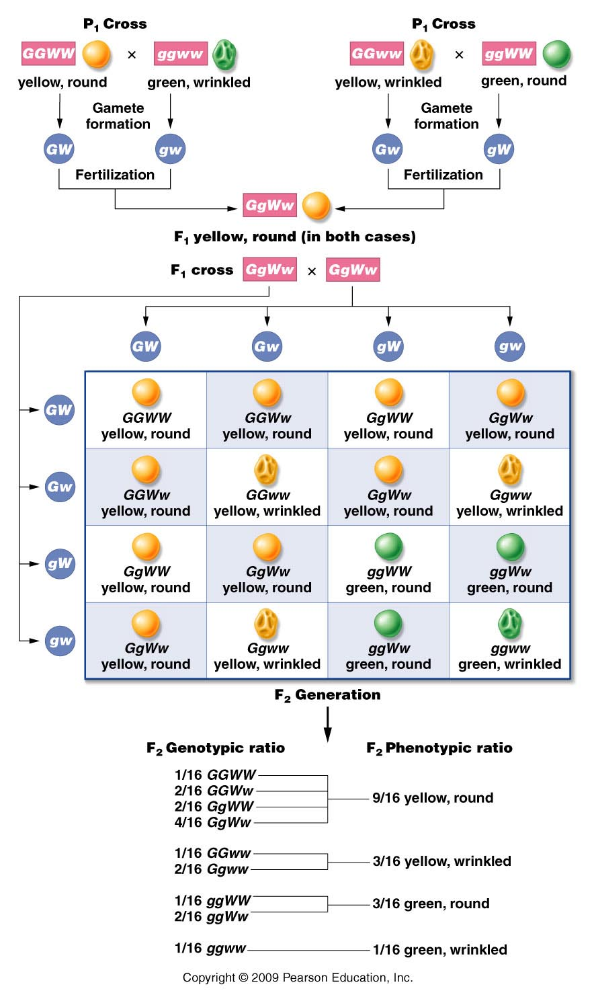 P1 Cross
GGWW × ggww
yellow, round green, wrinkled
Gamete
formation
GW gw
Fertilization
P1 Cross
GGww × ggWW
yellow, wrinkled green, round
Gamete
formation
Gw gW
Fertilization
GgWw
F1 yellow, round (in both cases)
F1 cross GgWw × GgWw
GW Gw gW gw
GW
GGWW GGWw GgWW GgWw
yellow, round yellow, round yellow, round yellow, round
Gw
GGWw GGww GgWw Ggww
yellow, round yellow, wrinkled yellow, round yellow, wrinkled
gW
GgWW GgWw ggWW ggWw
yellow, round yellow, round green, round green, round
gw
GgWw Ggww ggWw ggww
yellow, round yellow, wrinkled green, round green, wrinkled
F2 Generation
F2 Genotypic ratio F2 Phenotypic ratio
1/16 GGWW
2/16 GGWw
2/16 GgWW
4/16 GgWw
9/16 yellow, round
1/16 GGww
2/16 Ggww
3/16 yellow, wrinkled
1/16 ggWW
2/16 ggWw
3/16 green, round
1/16 ggww
1/16 green, wrinkled
Copyright © 2009 Pearson Education, Inc.